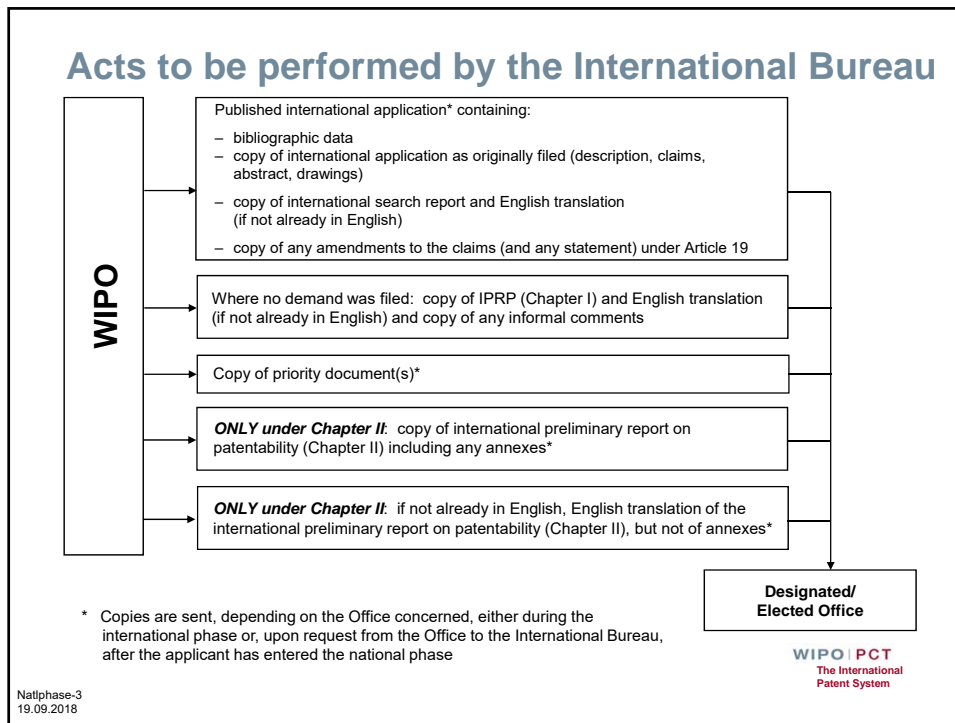 Acts to be performed by the International Bureau
WIPO
Published international application* containing:
– bibliographic data
– copy of international application as originally filed (description, claims,
abstract, drawings)
– copy of international search report and English translation
(if not already in English)
– copy of any amendments to the claims (and any statement) under Article 19
Where no demand was filed: copy of IPRP (Chapter I) and English translation
(if not already in English) and copy of any informal comments
Copy of priority document(s)*
ONLY under Chapter II: copy of international preliminary report on
patentability (Chapter II) including any annexes*
ONLY under Chapter II: if not already in English, English translation of the
international preliminary report on patentability (Chapter II), but not of annexes*
Designated/
Elected Office
* Copies are sent, depending on the Office concerned, either during the
international phase or, upon request from the Office to the International Bureau,
after the applicant has entered the national phase
WIPO | PCT
The International
Patent System
Natlphase-3
19.09.2018